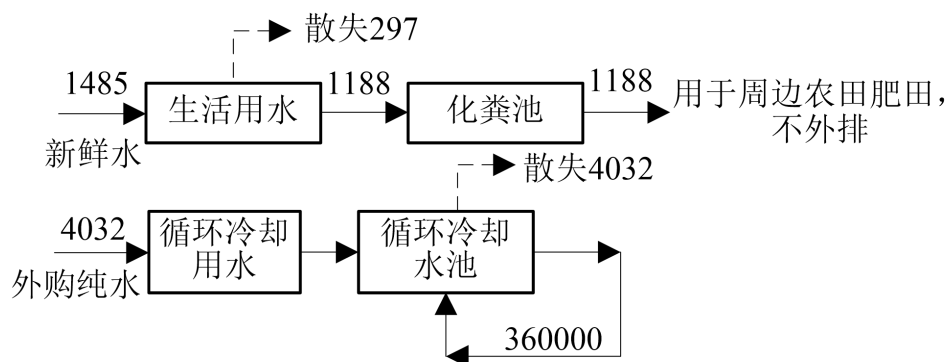 散失297
1485
生活用水
1188
化粪池
1188
用于周边农田肥田，
不外排
新鲜水
散失4032
4032
循环冷却
用水
循环冷却
水池
外购纯水
360000